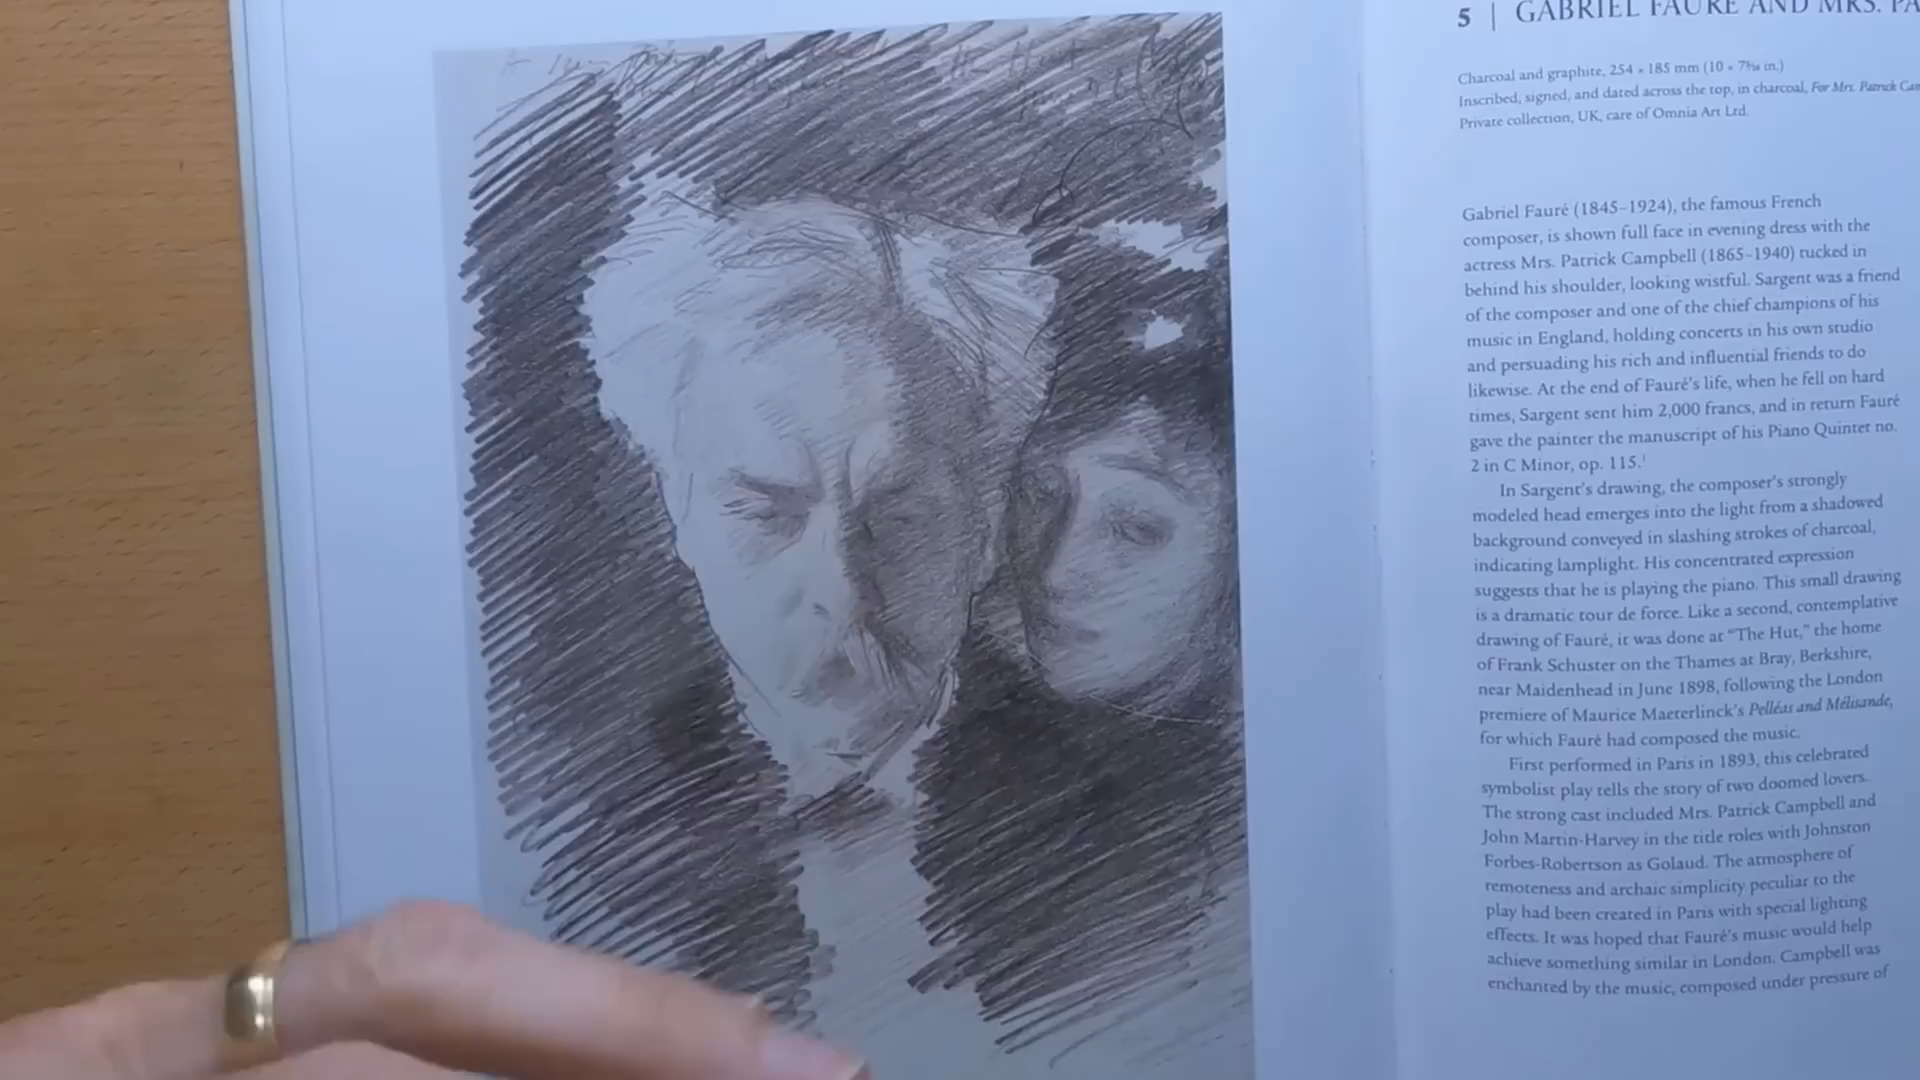 5 | GABRIEL FAURÉ AND MRS. PA
Charcoal and graphite, 254 × 185 mm (10 × 7 5/16 in.)
Inscribed, signed, and dated across the top, in charcoal, For Mrs. Patrick Cam
Private collection, UK, care of Omnia Art Ltd.
Gabriel Fauré (1845–1924), the famous French
composer, is shown full face in evening dress with the
actress Mrs. Patrick Campbell (1865–1940) tucked in
behind his shoulder, looking wistful. Sargent was a friend
of the composer and one of the chief champions of his
music in England, holding concerts in his own studio
and persuading his rich and influential friends to do
likewise. At the end of Fauré's life, when he fell on hard
times, Sargent sent him 2,000 francs, and in return Fauré
gave the painter the manuscript of his Piano Quintet no.
2 in C Minor, op. 115.¹
In Sargent's drawing, the composer's strongly
modeled head emerges into the light from a shadowed
background conveyed in slashing strokes of charcoal,
indicating lamplight. His concentrated expression
suggests that he is playing the piano. This small drawing
is a dramatic tour de force. Like a second, contemplative
drawing of Fauré, it was done at "The Hut," the home
of Frank Schuster on the Thames at Bray, Berkshire,
near Maidenhead in June 1898, following the London
premiere of Maurice Maeterlinck's Pelléas and Mélisande,
for which Fauré had composed the music.
First performed in Paris in 1893, this celebrated
symbolist play tells the story of two doomed lovers.
The strong cast included Mrs. Patrick Campbell and
John Martin-Harvey in the title roles with Johnston
Forbes-Robertson as Golaud. The atmosphere of
remoteness and archaic simplicity peculiar to the
play had been created in Paris with special lighting
effects. It was hoped that Fauré's music would help
achieve something similar in London. Campbell was
enchanted by the music, composed under pressure of